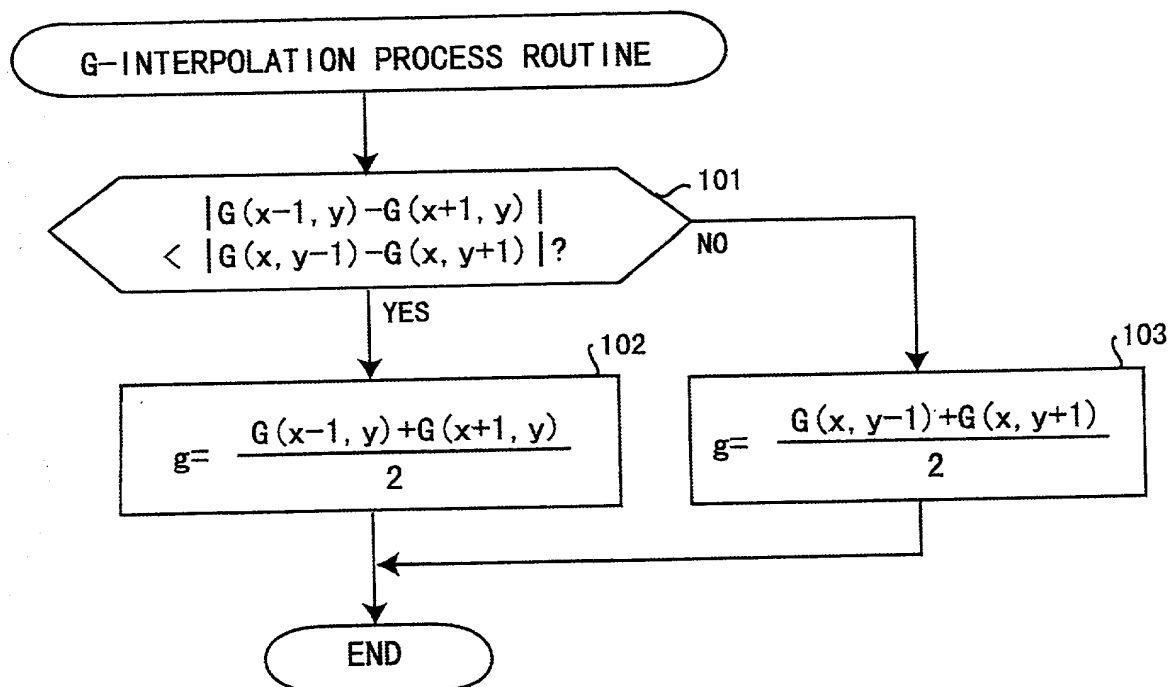 G-INTERPOLATION PROCESS ROUTINE
|G(x-1, y)-G(x+1, y)|
< |G(x, y-1)-G(x, y+1)|?
101
NO
YES
102
g= G(x-1, y)+G(x+1, y)
2
103
g= G(x, y-1)+G(x, y+1)
2
END